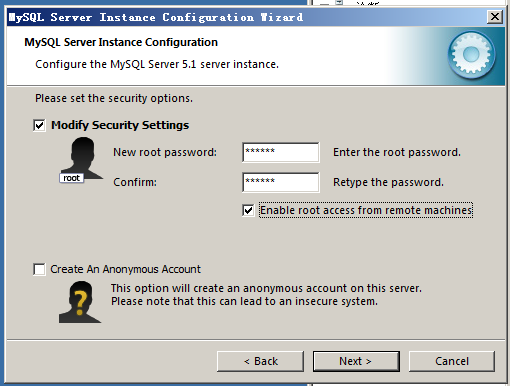 MySQL Server Instance Configuration Wizard
MySQL Server Instance Configuration
Configure the MySQL Server 5.1 server instance.
Please set the security options.
Modify Security Settings
New root password: ****** Enter the root password.
root
Confirm: ****** Retype the password.
Enable root access from remote machines
Create An Anonymous Account
This option will create an anonymous account on this server.
Please note that this can lead to an insecure system.
< Back Next > Cancel